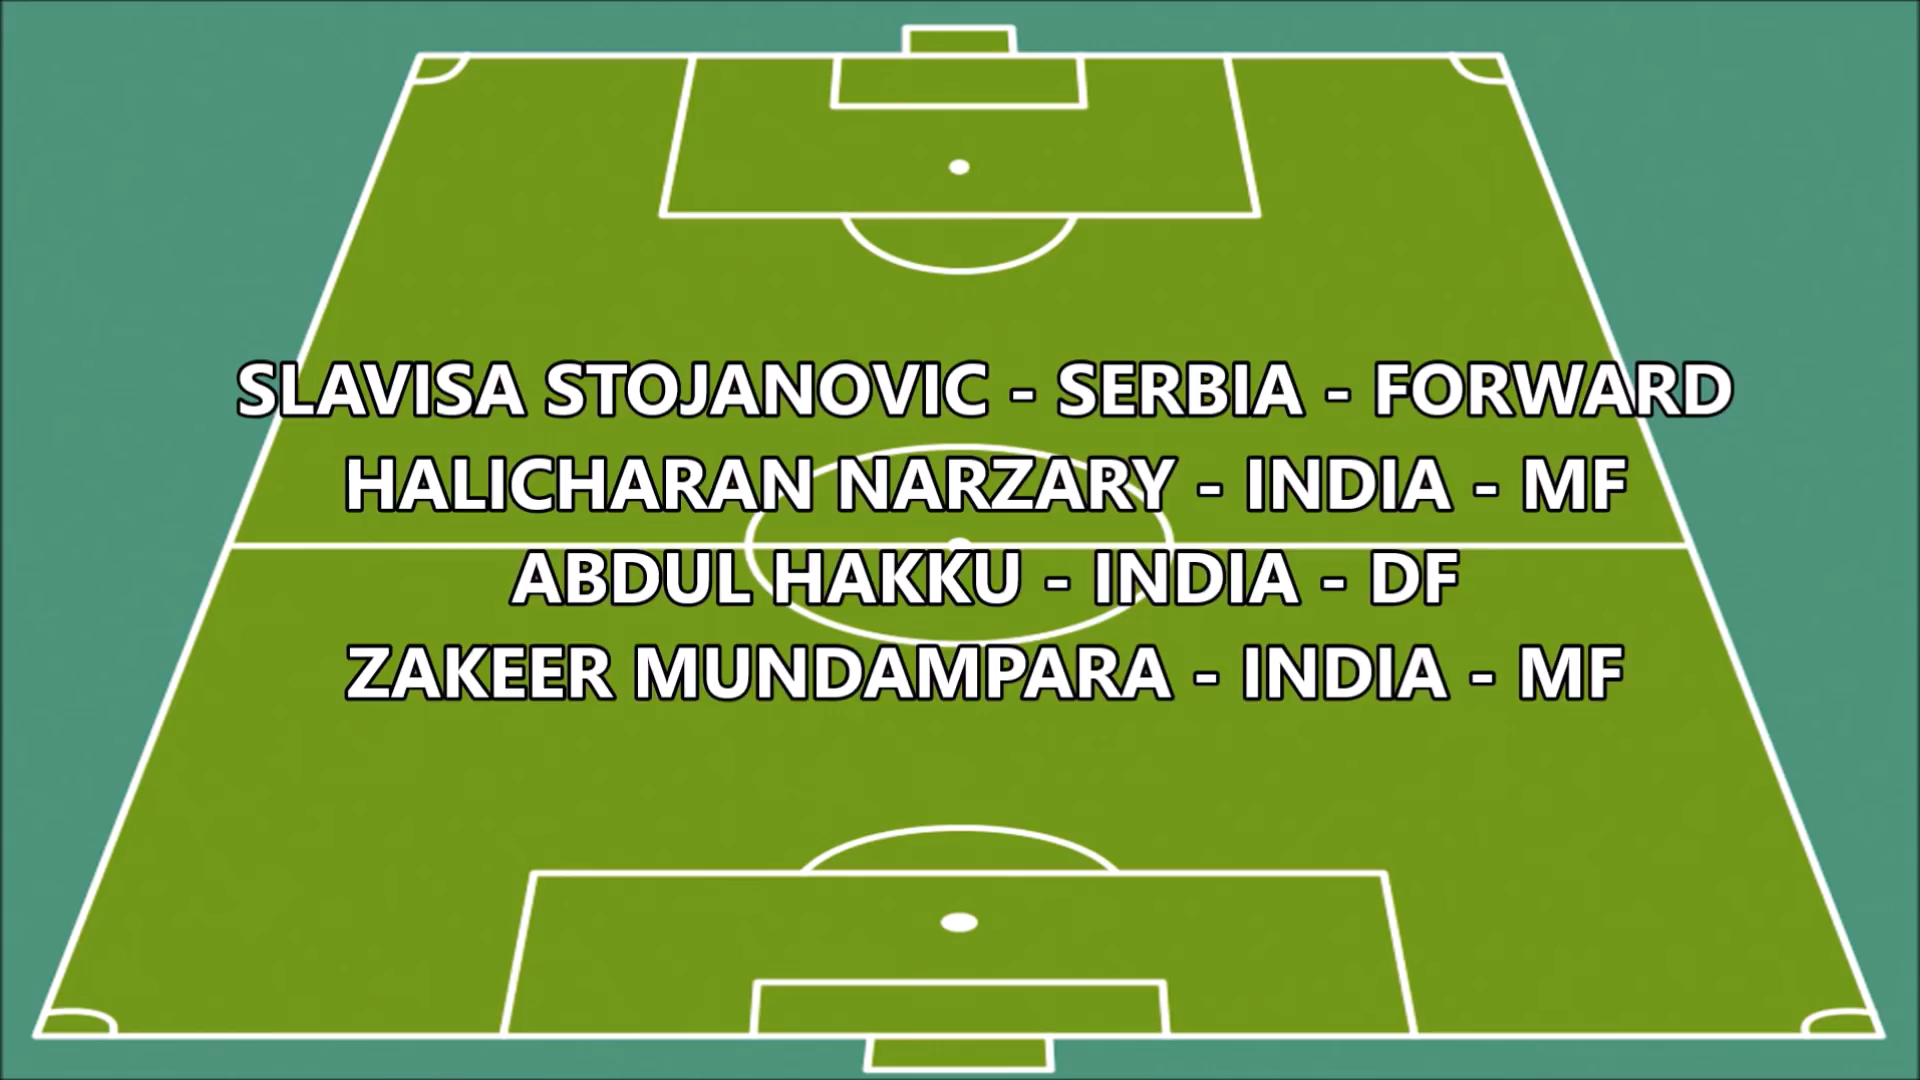 SLAVISA STOJANOVIC - SERBIA - FORWARD
HALICHARAN NARZARY - INDIA - MF
ABDUL HAKKU - INDIA - DF
ZAKEER MUNDAMPARA - INDIA - MF